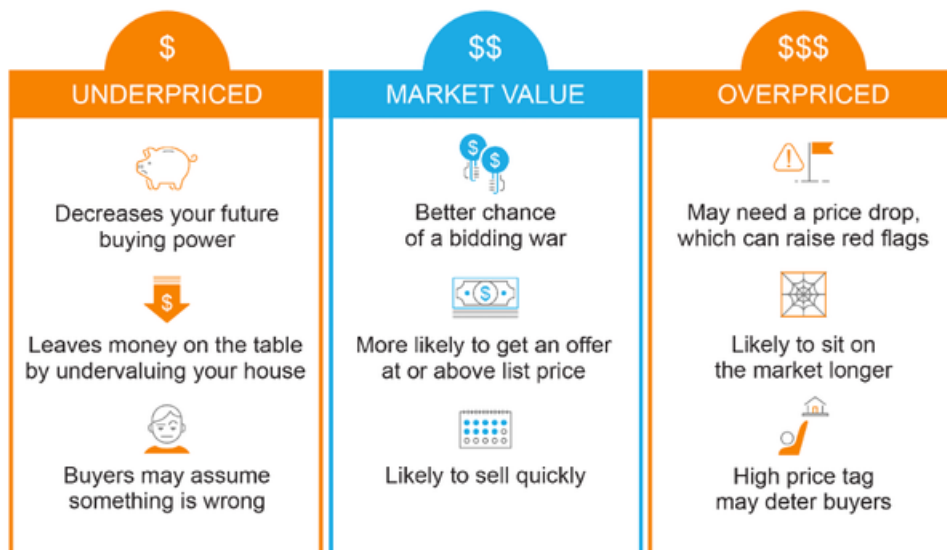 $
UNDERPRICED
$
Decreases your future
buying power
$
Leaves money on the table
by undervaluing your house
Buyers may assume
something is wrong
$$
MARKET VALUE
$ $
Better chance
of a bidding war
$
More likely to get an offer
at or above list price
Likely to sell quickly
$$$
OVERPRICED
!
May need a price drop,
which can raise red flags
Likely to sit on
the market longer
High price tag
may deter buyers